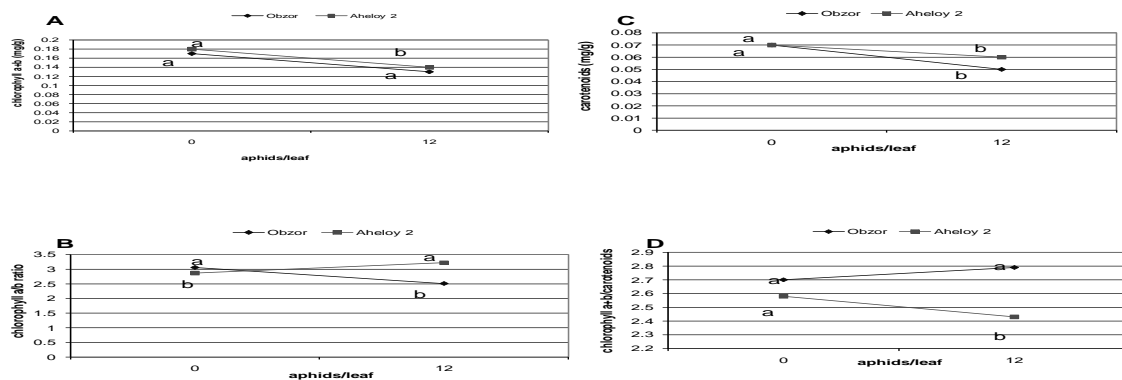 A
Obzor Aheloy 2
chlorophyll a+b (mg/g)
0.2
0.18
0.16
0.14
0.12
0.1
0.08
0.06
0.04
0.02
0
a
a
b
a
0 12
aphids/leaf
C
Obzor Aheloy 2
carotenoids (mg/g)
0.08
0.07
0.06
0.05
0.04
0.03
0.02
0.01
0
a
a
b
b
0 12
aphids/leaf
B
Obzor Aheloy 2
chlorophyll a/b ratio
3.5
3
2.5
2
1.5
1
0.5
0
a
b
a
b
0 12
aphids/leaf
D
Obzor Aheloy 2
chlorophyll a+b/carotenoids
2.9
2.8
2.7
2.6
2.5
2.4
2.3
2.2
a
a
a
b
0 12
aphids/leaf